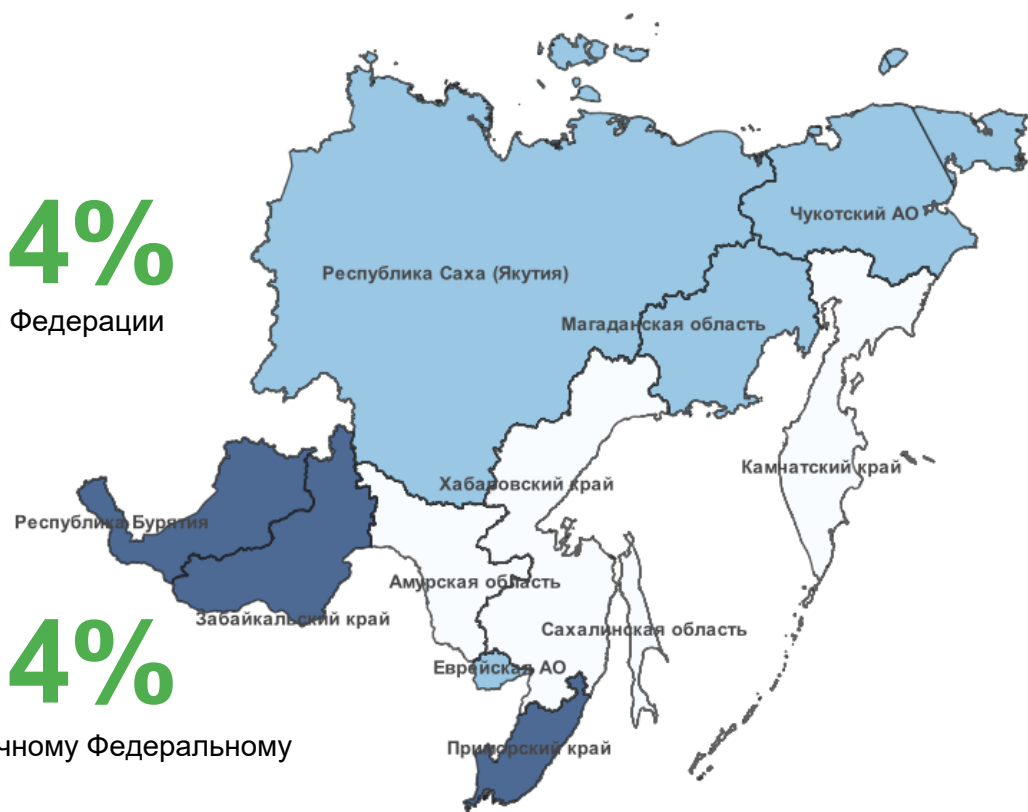 4%
Федерации
Чукотский АО
Республика Саха (Якутия)
Магаданская область
Камчатский край
Хабаровский край
Республика Бурятия
Амурская область
Забайкальский край
Сахалинская область
4%
Еврейская АО
чному Федеральному
Приморский край